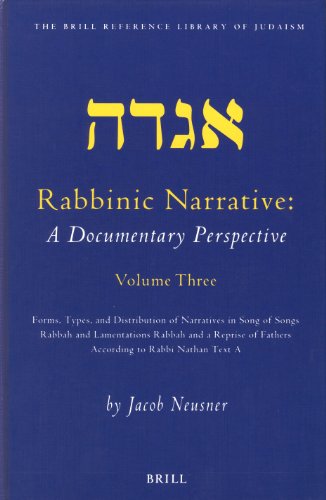 THE BRILL REFERENCE LIBRARY OF JUDAISM
אגדה
Rabbinic Narrative:
A Documentary Perspective
Volume Three
Forms, Types, and Distribution of Narratives in Song of Songs
Rabbah and Lamentations Rabbah and a Reprise of Fathers
According to Rabbi Nathan Text A
by Jacob Neusner
BRILL